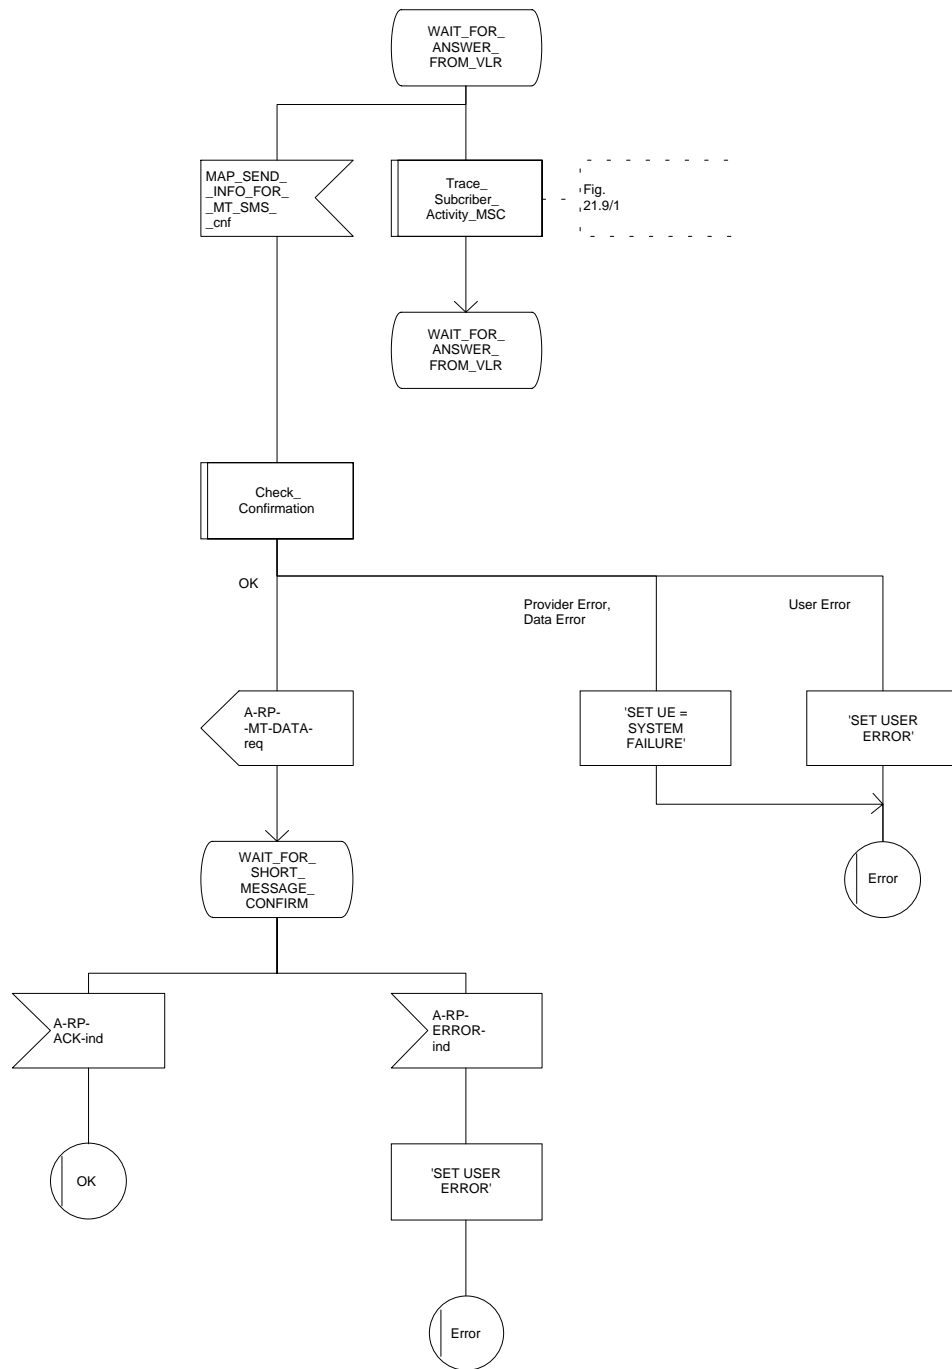 WAIT_FOR_
ANSWER_
FROM_VLR
MAP_SEND_
_INFO_FOR_
_MT_SMS_
_cnf
Trace_
Subcriber_
Activity_MSC
Fig.
21.9/1
WAIT_FOR_
ANSWER_
FROM_VLR
Check_
Confirmation
OK
Provider Error,
Data Error
User Error
A-RP-
-MT-DATA-
req
'SET UE =
SYSTEM
FAILURE'
'SET USER
ERROR'
WAIT_FOR_
SHORT_
MESSAGE_
CONFIRM
Error
A-RP-
ACK-ind
A-RP-
ERROR-
ind
OK
'SET USER
ERROR'
Error